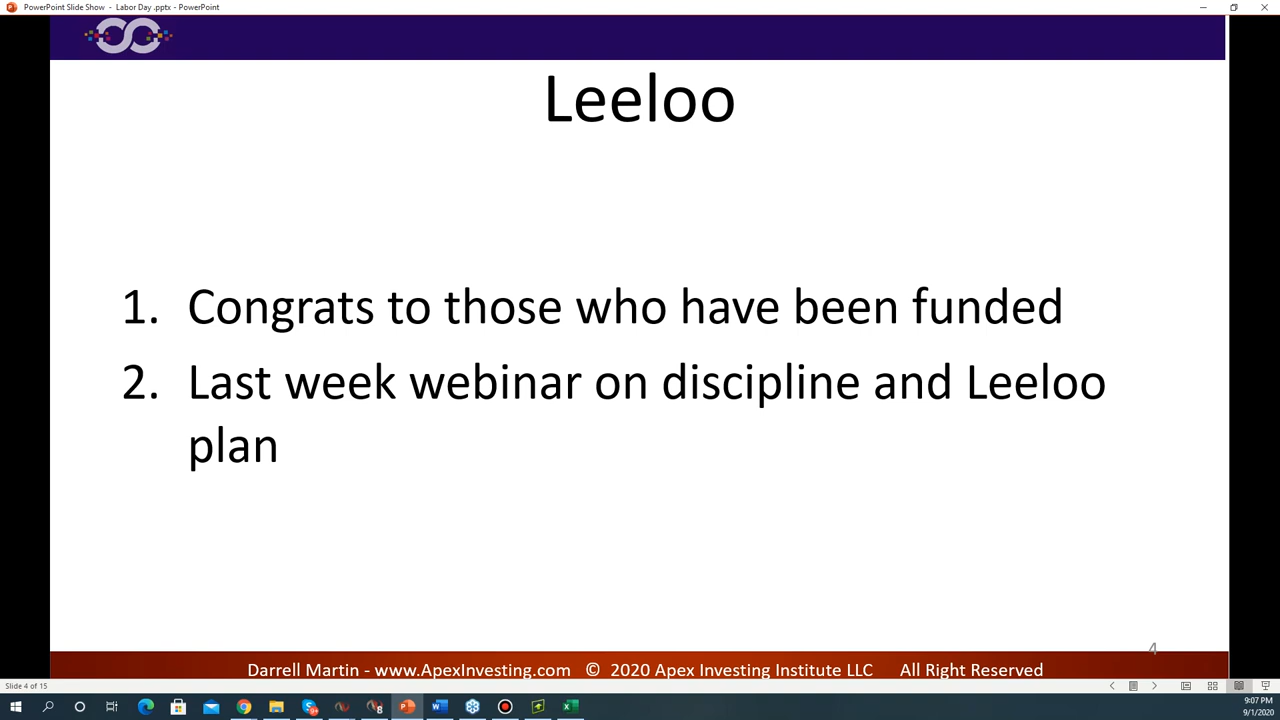 PowerPoint Slide Show - Labor Day .pptx - PowerPoint
Leeloo
1. Congrats to those who have been funded
2. Last week webinar on discipline and Leeloo
plan
4
Darrell Martin - www.ApexInvesting.com © 2020 Apex Investing Institute LLC All Right Reserved
Slide 4 of 15
9:07 PM
9/1/2020